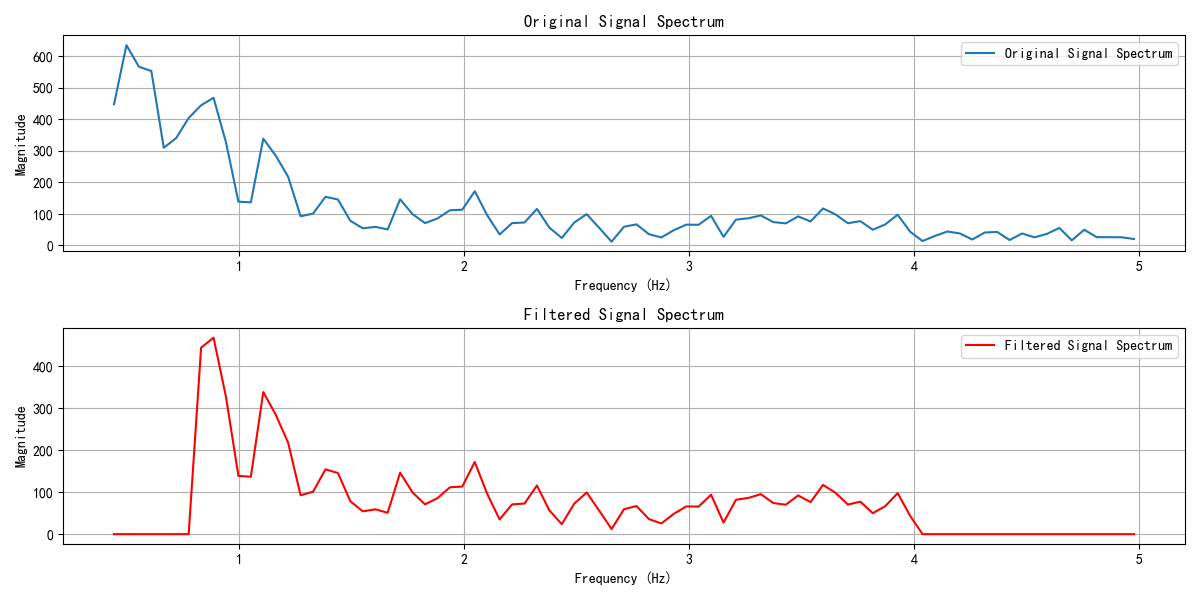 Original Signal Spectrum
Original Signal Spectrum
Magnitude
600
500
400
300
200
100
0
1
2
3
4
5
Frequency (Hz)
Filtered Signal Spectrum
Filtered Signal Spectrum
Magnitude
400
300
200
100
0
1
2
3
4
5
Frequency (Hz)